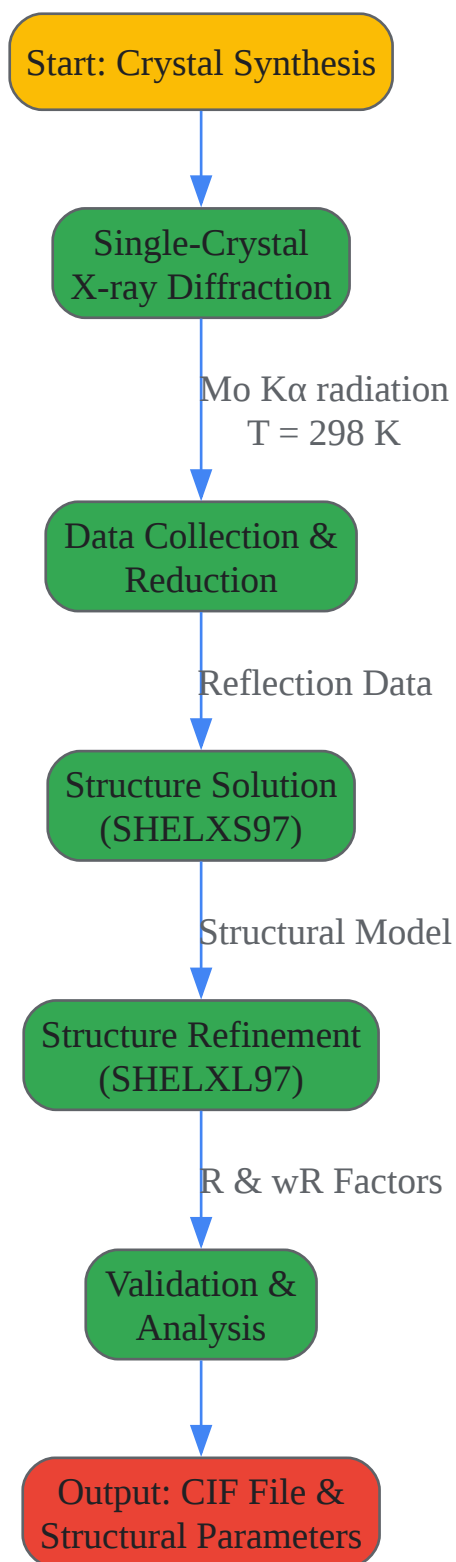 Start: Crystal Synthesis
Single-Crystal
X-ray Diffraction
Mo Kα radiation
T = 298 K
Data Collection &
Reduction
Reflection Data
Structure Solution
(SHELXS97)
Structural Model
Structure Refinement
(SHELXL97)
R & wR Factors
Validation &
Analysis
Output: CIF File &
Structural Parameters